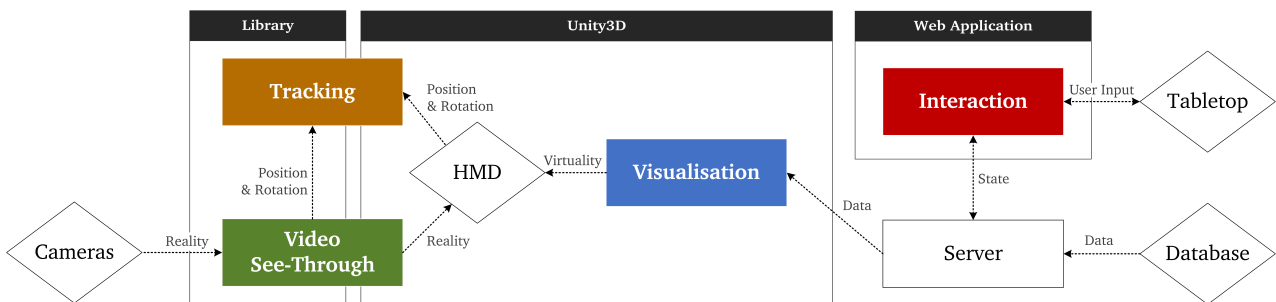 Library
Unity3D
Web Application
Tracking
Position
& Rotation
Interaction
User Input
Tabletop
Position
& Rotation
HMD
Virtuality
Visualisation
State
Data
Cameras
Reality
Video
See-Through
Reality
Server
Data
Database